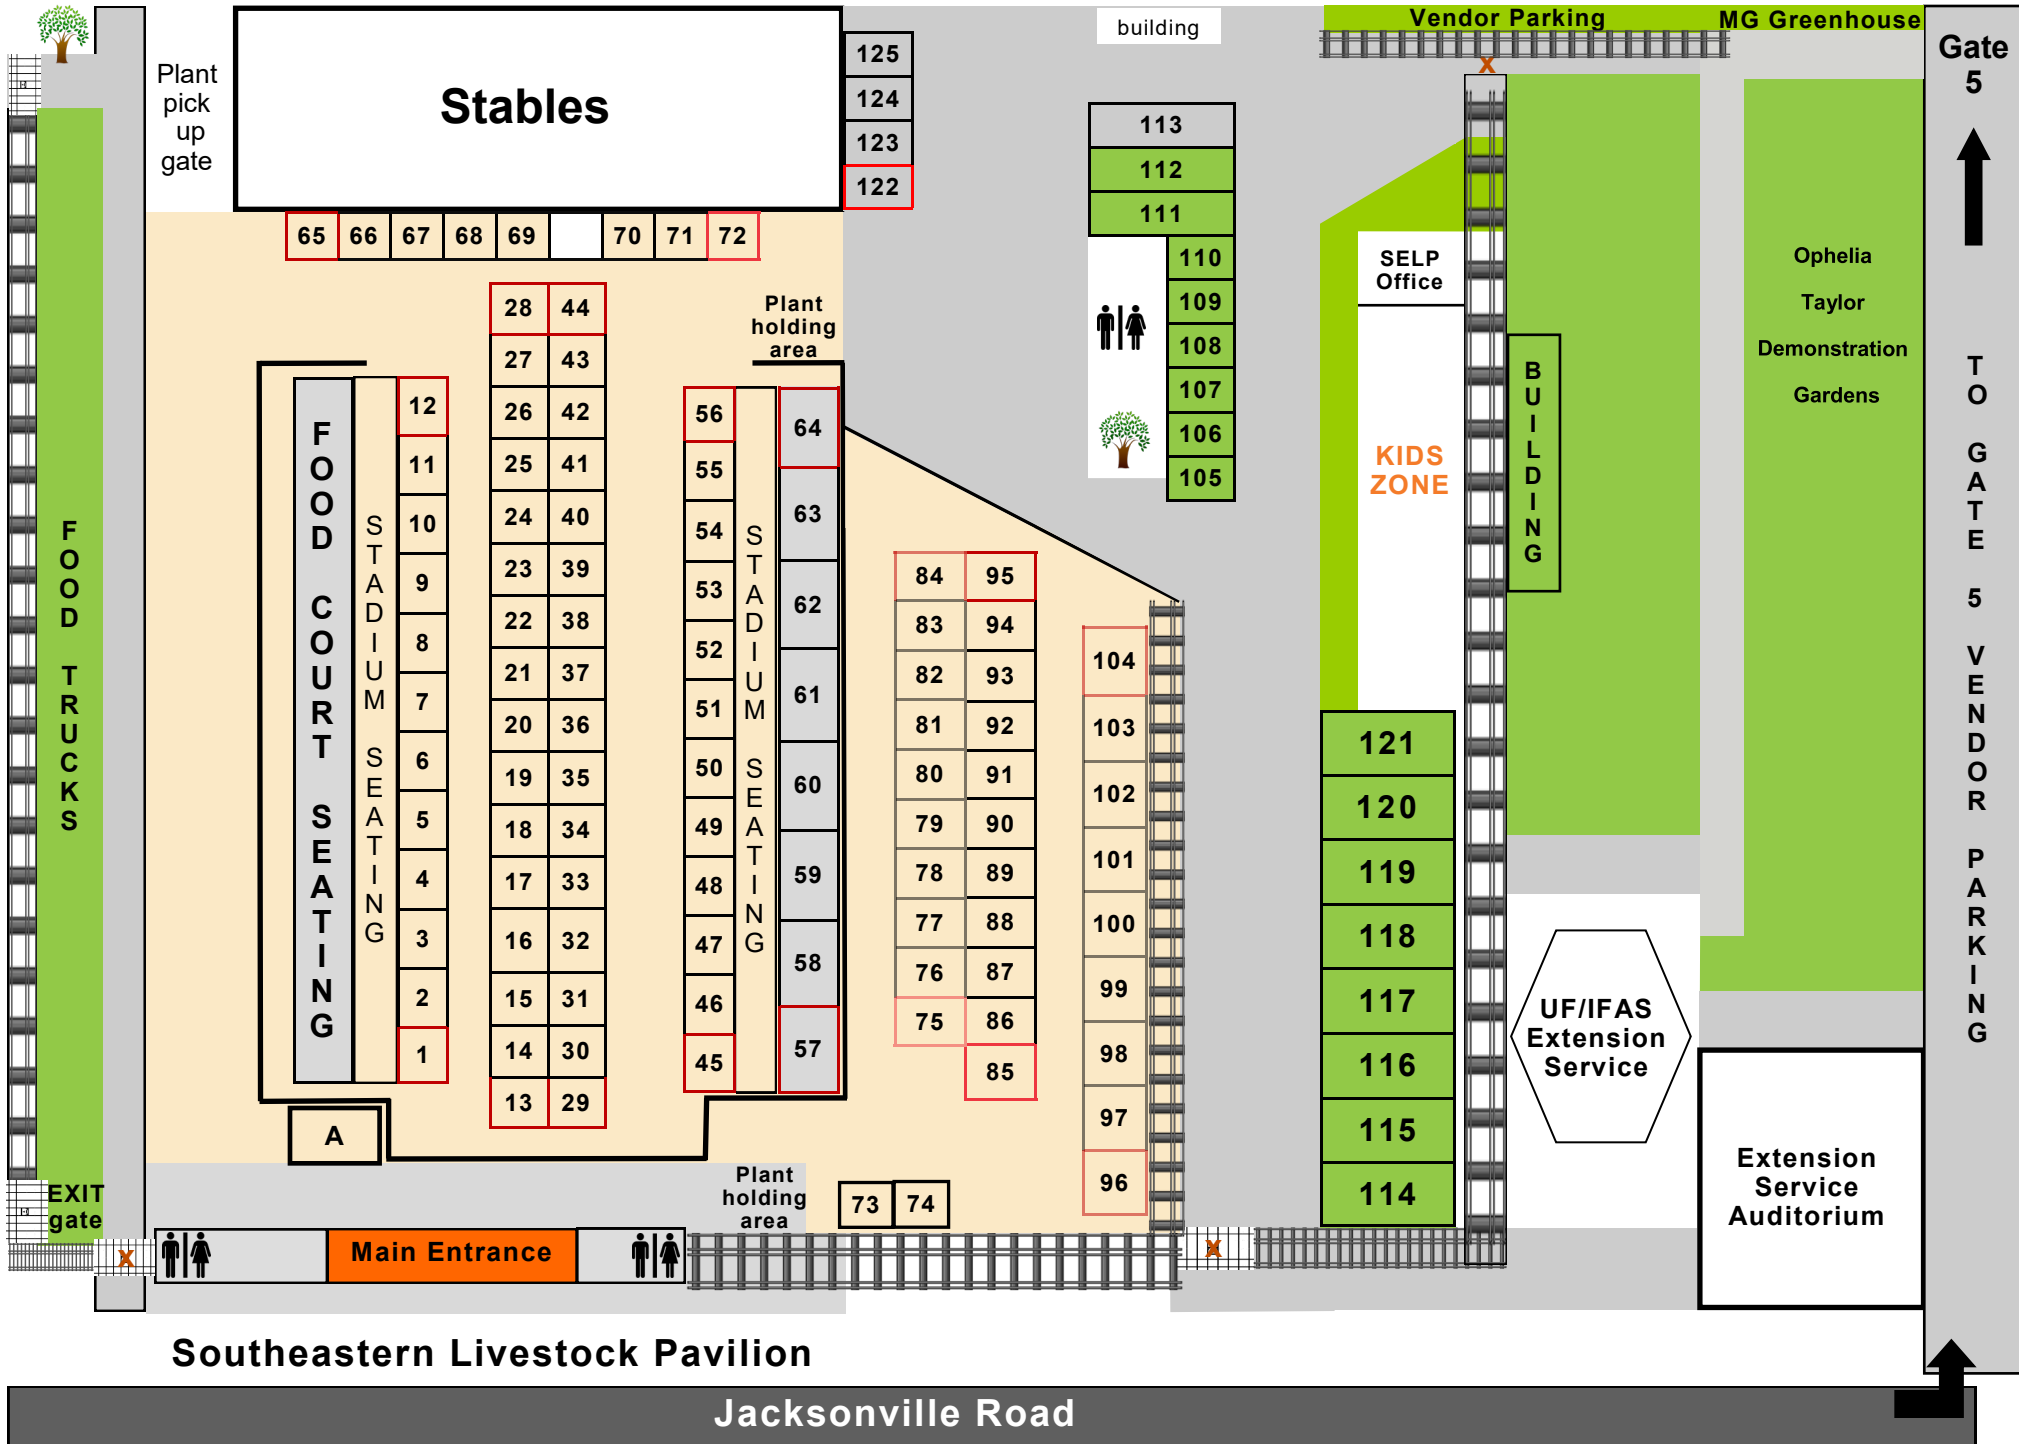 Vendor Parking
MG Greenhouse
building
Gate
5
Plant
pick
up
gate
Stables
125
124
123
122
113
112
111
110
109
108
107
106
105
65 66 67 68 69 70 71 72
SELP
Office
KIDS
ZONE
BUILDING
Ophelia
Taylor
Demonstration
Gardens
TO GATE 5 VENDOR PARKING
Plant
holding
area
FOOD TRUCKS
FOOD COURT SEATING
STADIUM SEATING
12
11
10
9
8
7
6
5
4
3
2
1
28 44
27 43
26 42
25 41
24 40
23 39
22 38
21 37
20 36
19 35
18 34
17 33
16 32
15 31
14 30
13 29
56
55
54
53
52
51
50
49
48
47
46
45
STADIUM SEATING
64
63
62
61
60
59
58
57
84 95
83 94
82 93
81 92
80 91
79 90
78 89
77 88
76 87
75 86
85
104
103
102
101
100
99
98
97
96
121
120
119
118
117
116
115
114
UF/IFAS
Extension
Service
Extension
Service
Auditorium
A
Plant
holding
area
73 74
EXIT
gate
X
X
X
Main Entrance
Southeastern Livestock Pavilion
Jacksonville Road